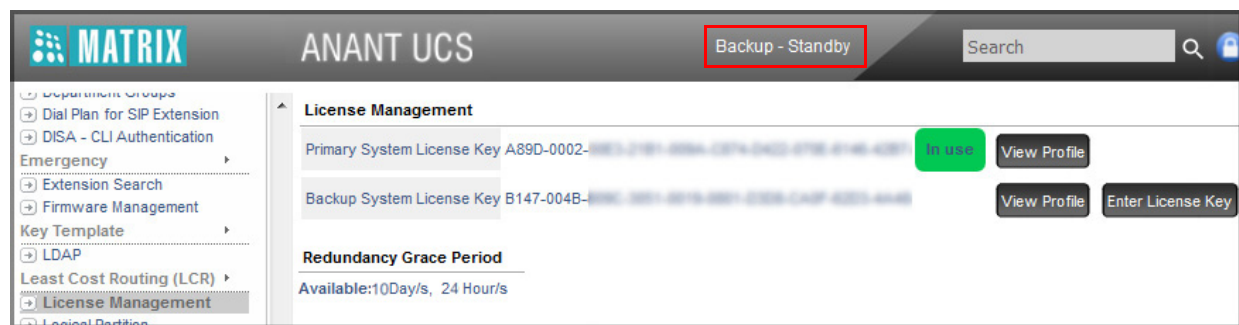 MATRIX ANANT UCS Backup - Standby Search
Department Groups
Dial Plan for SIP Extension
DISA - CLI Authentication
Emergency
Extension Search
Firmware Management
Key Template
LDAP
Least Cost Routing (LCR)
License Management
Logical Partition
License Management
Primary System License Key A89D-0002- In use View Profile
Backup System License Key B147-004B- View Profile Enter License Key
Redundancy Grace Period
Available:10Day/s, 24 Hour/s